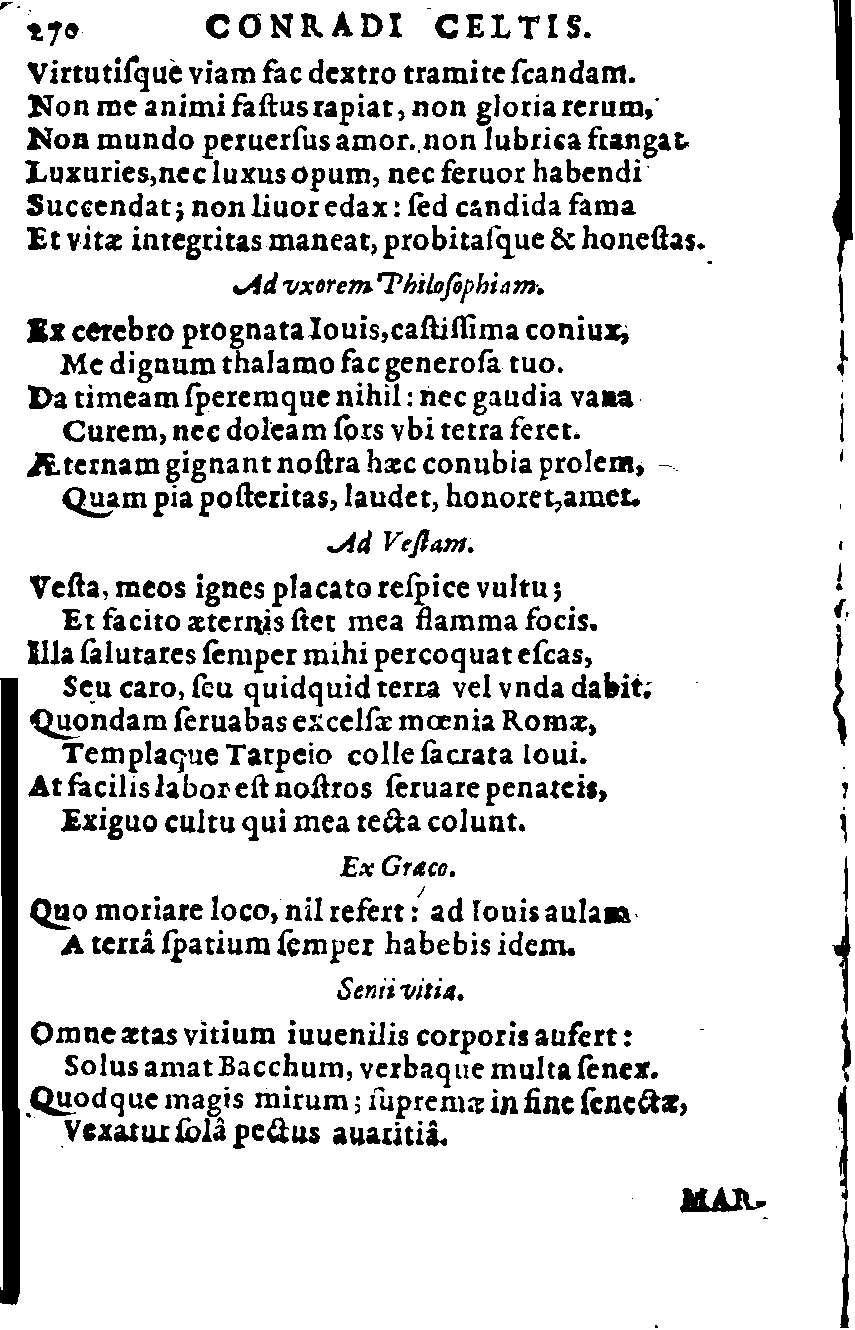 270 CONRADI CELTIS.
Virtutiſquè viam fac dextro tramite ſcandam.
Non me animi faſtus rapiat, non gloria rerum,
Non mundo peruerſus amor. non lubrica frangat
Luxuries, nec luxus opum, nec feruor habendi
Succendat; non liuor edax: ſed candida fama
Et vitæ integritas maneat, probitaſque & honeſtas.
Ad vxorem Philoſophiam.
Ex cerebro prognata Iouis, caſtiſſima coniux,
Me dignum thalamo fac generoſa tuo.
Da timeam ſperemque nihil: nec gaudia vana
Curem, nec doleam ſors vbi tetra feret.
Æternam gignant noſtra hæc conubia prolem,
Quam pia poſteritas, laudet, honoret, amet.
Ad Veſtam.
Veſta, meos ignes placato reſpice vultu;
Et facito æternis ſtet mea flamma focis.
Illa ſalutares ſemper mihi percoquat eſcas,
Seu caro, ſeu quidquid terra vel vnda dabit.
Quondam ſeruabas excelſæ mœnia Romæ,
Templaque Tarpeio colle ſacrata Ioui.
At facilis labor eſt noſtros ſeruare penateis,
Exiguo cultu qui mea tecta colunt.
Ex Græco.
Quo moriare loco, nil refert: ad Iouis aulam
A terrâ ſpatium ſemper habebis idem.
Senii vitia.
Omne ætas vitium iuuenilis corporis aufert:
Solus amat Bacchum, verbaque multa ſenex.
Quodque magis mirum; ſupremæ in fine ſenectæ,
Vexatur ſolâ pectus auaritiâ.
MAR-